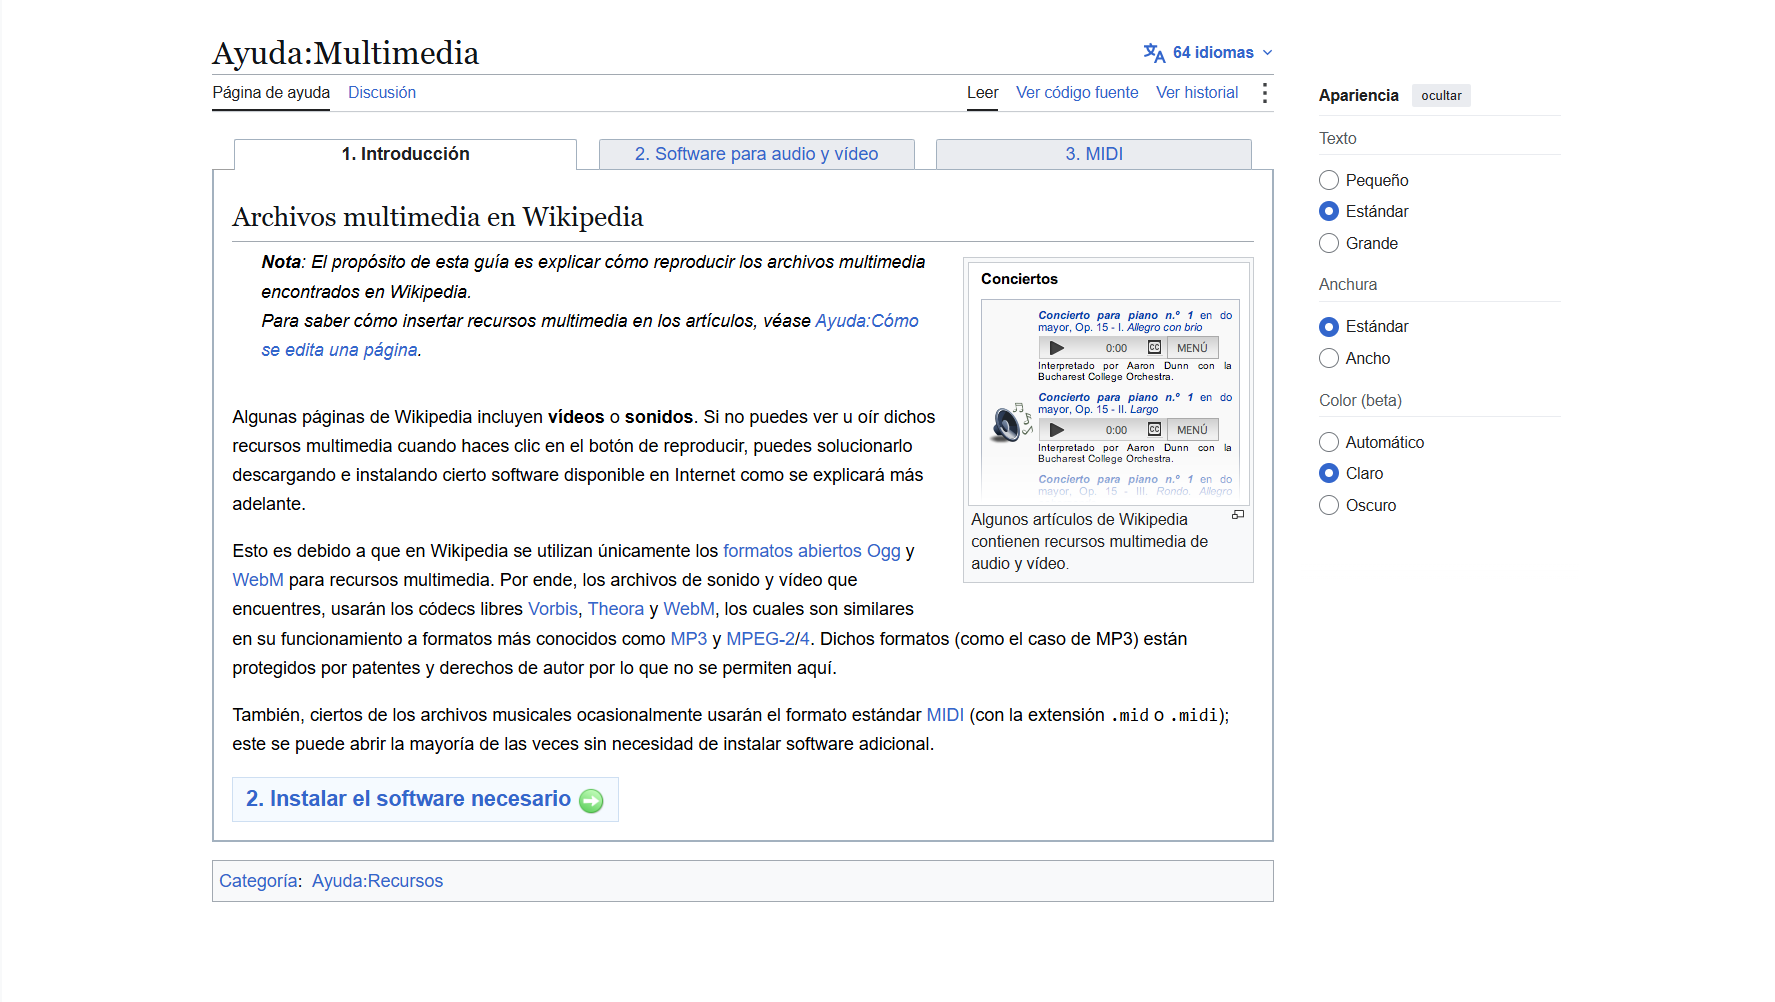 Ayuda:Multimedia
64 idiomas
Página de ayuda Discusión Leer Ver código fuente Ver historial
1. Introducción 2. Software para audio y vídeo 3. MIDI
Archivos multimedia en Wikipedia
Nota: El propósito de esta guía es explicar cómo reproducir los archivos multimedia
encontrados en Wikipedia.
Para saber cómo insertar recursos multimedia en los artículos, véase Ayuda:Cómo
se edita una página.
Algunas páginas de Wikipedia incluyen vídeos o sonidos. Si no puedes ver u oír dichos
recursos multimedia cuando haces clic en el botón de reproducir, puedes solucionarlo
descargando e instalando cierto software disponible en Internet como se explicará más
adelante.
Esto es debido a que en Wikipedia se utilizan únicamente los formatos abiertos Ogg y
WebM para recursos multimedia. Por ende, los archivos de sonido y vídeo que
encuentres, usarán los códecs libres Vorbis, Theora y WebM, los cuales son similares
en su funcionamiento a formatos más conocidos como MP3 y MPEG-2/4. Dichos formatos (como el caso de MP3) están
protegidos por patentes y derechos de autor por lo que no se permiten aquí.
También, ciertos de los archivos musicales ocasionalmente usarán el formato estándar MIDI (con la extensión .mid o .midi);
este se puede abrir la mayoría de las veces sin necesidad de instalar software adicional.
2. Instalar el software necesario
Conciertos
Concierto para piano n.º 1 en do
mayor, Op. 15 - I. Allegro con brio
0:00 CC MENÚ
Interpretado por Aaron Dunn con la
Bucharest College Orchestra.
Concierto para piano n.º 1 en do
mayor, Op. 15 - II. Largo
0:00 CC MENÚ
Interpretado por Aaron Dunn con la
Bucharest College Orchestra.
Concierto para piano n.º 1 en do
mayor, Op. 15 - III. Rondo. Allegro
Algunos artículos de Wikipedia
contienen recursos multimedia de
audio y vídeo.
Categoría: Ayuda:Recursos
Apariencia ocultar
Texto
Pequeño
Estándar
Grande
Anchura
Estándar
Ancho
Color (beta)
Automático
Claro
Oscuro